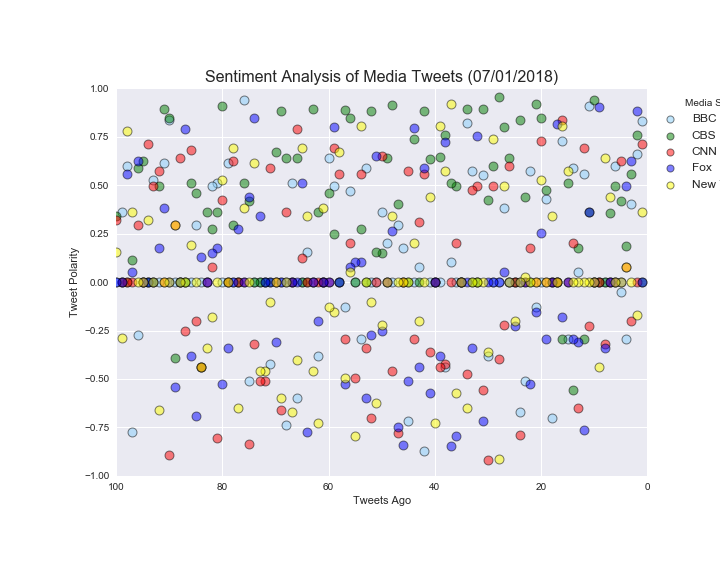 Sentiment Analysis of Media Tweets (07/01/2018)
Media S
BBC
CBS
CNN
Fox
New
Tweet Polarity
1.00
0.75
0.50
0.25
0.00
−0.25
−0.50
−0.75
−1.00
100
80
60
40
20
0
Tweets Ago